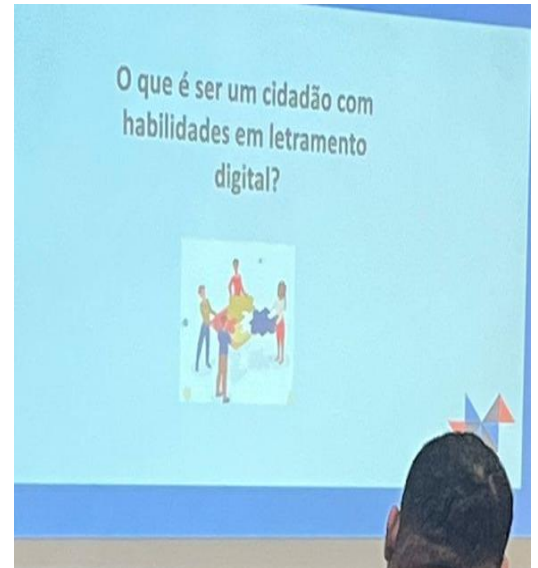 O que é ser um cidadão com
habilidades em letramento
digital?